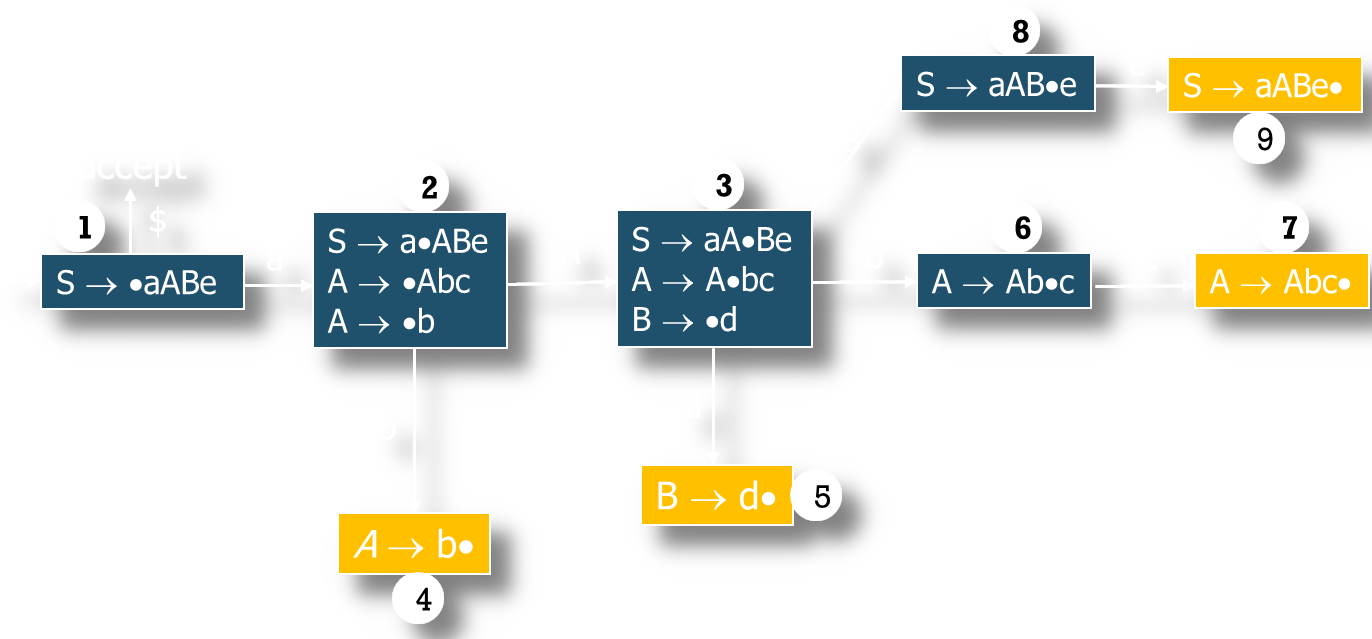 8
S → aAB•e
S → aABe•
9
accept
$
1
S → •aABe
a
2
S → a•ABe
A → •Abc
A → •b
3
S → aA•Be
A → A•bc
B → •d
6
A → Ab•c
7
A → Abc•
d
B → d•
5
b
A → b•
4